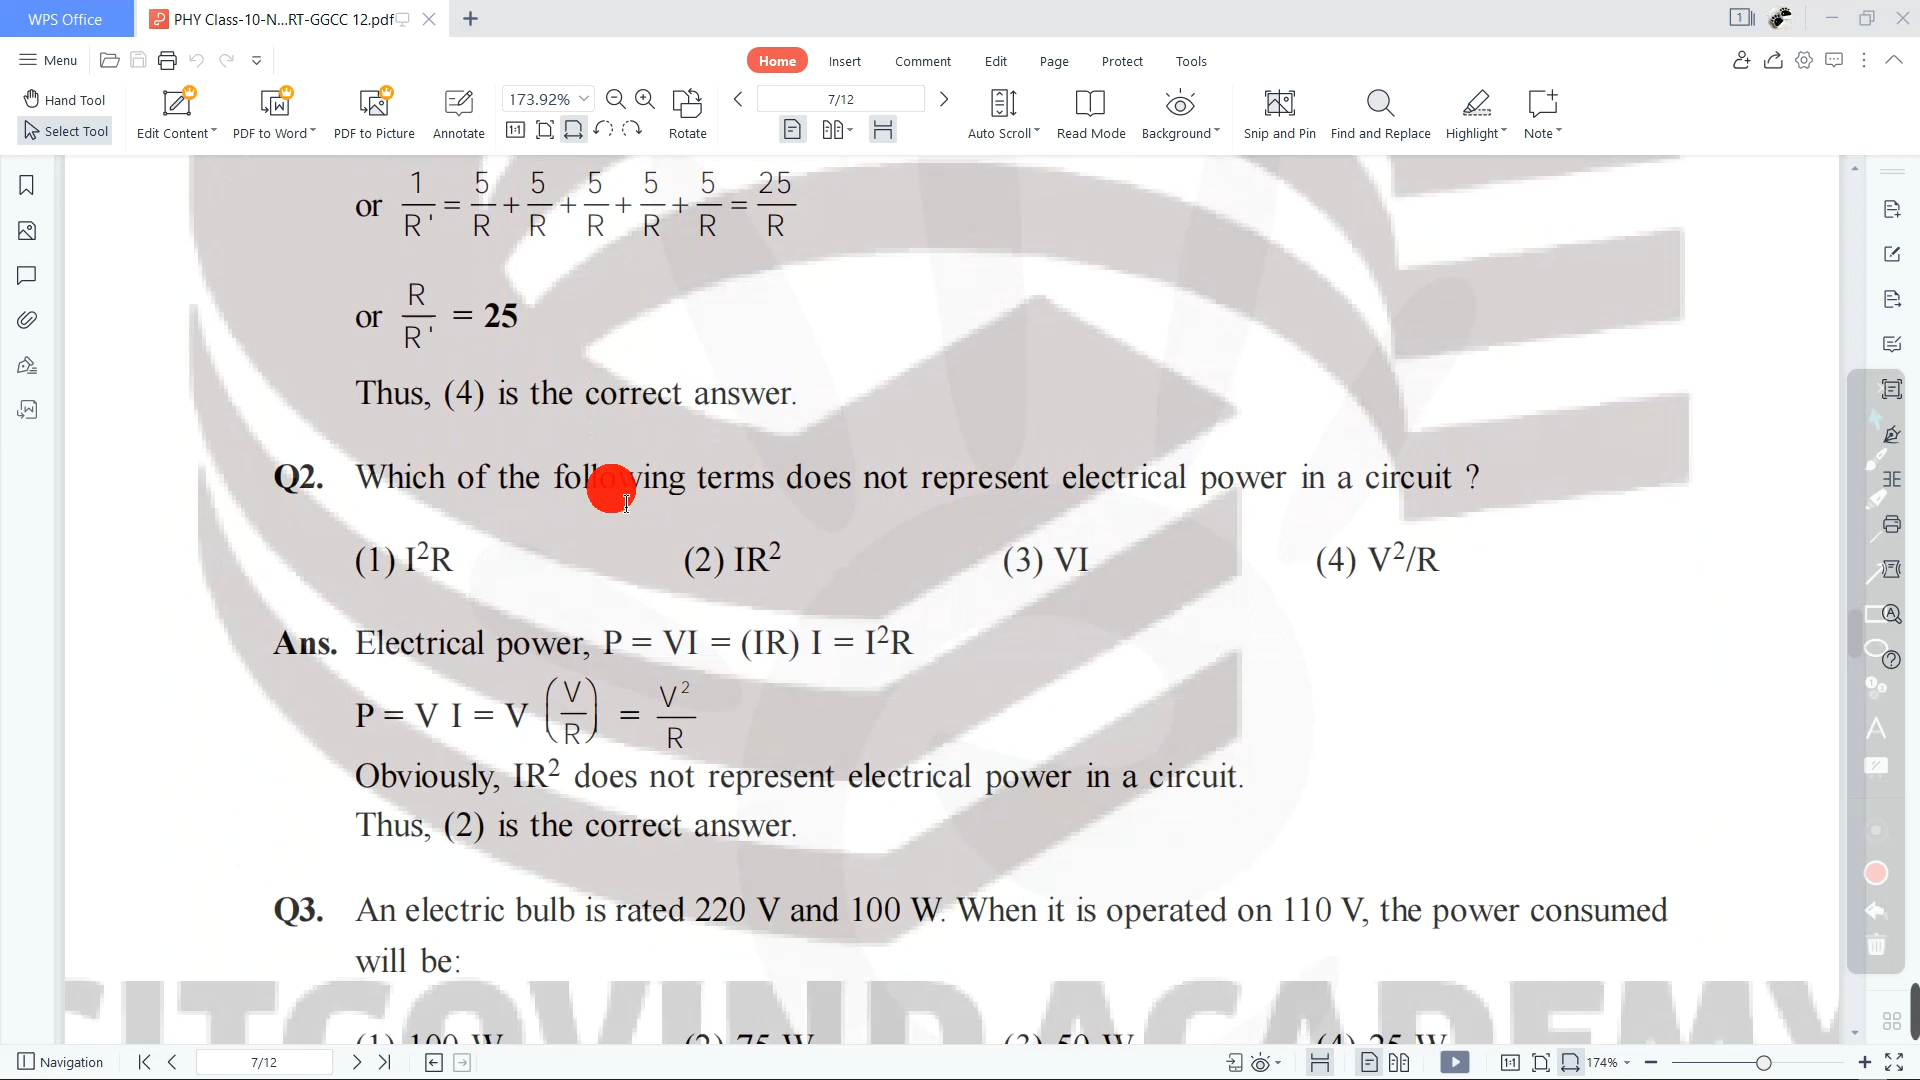 WPS Office
PHY Class-10-N...RT-GGCC 12.pdf
Menu
Home Insert Comment Edit Page Protect Tools
Hand Tool
Select Tool
Edit Content PDF to Word PDF to Picture Annotate
173.92%
Rotate
7/12
Auto Scroll Read Mode Background Snip and Pin Find and Replace Highlight Note
or 1/R' = 5/R + 5/R + 5/R + 5/R + 5/R = 25/R
or R/R' = 25
Thus, (4) is the correct answer.
Q2. Which of the following terms does not represent electrical power in a circuit ?
(1) I²R (2) IR² (3) VI (4) V²/R
Ans. Electrical power, P = VI = (IR) I = I²R
P = V I = V (V/R) = V²/R
Obviously, IR² does not represent electrical power in a circuit.
Thus, (2) is the correct answer.
Q3. An electric bulb is rated 220 V and 100 W. When it is operated on 110 V, the power consumed
will be:
(1) 100 W (2) 75 W (3) 50 W (4) 25 W
Navigation 7/12 174%